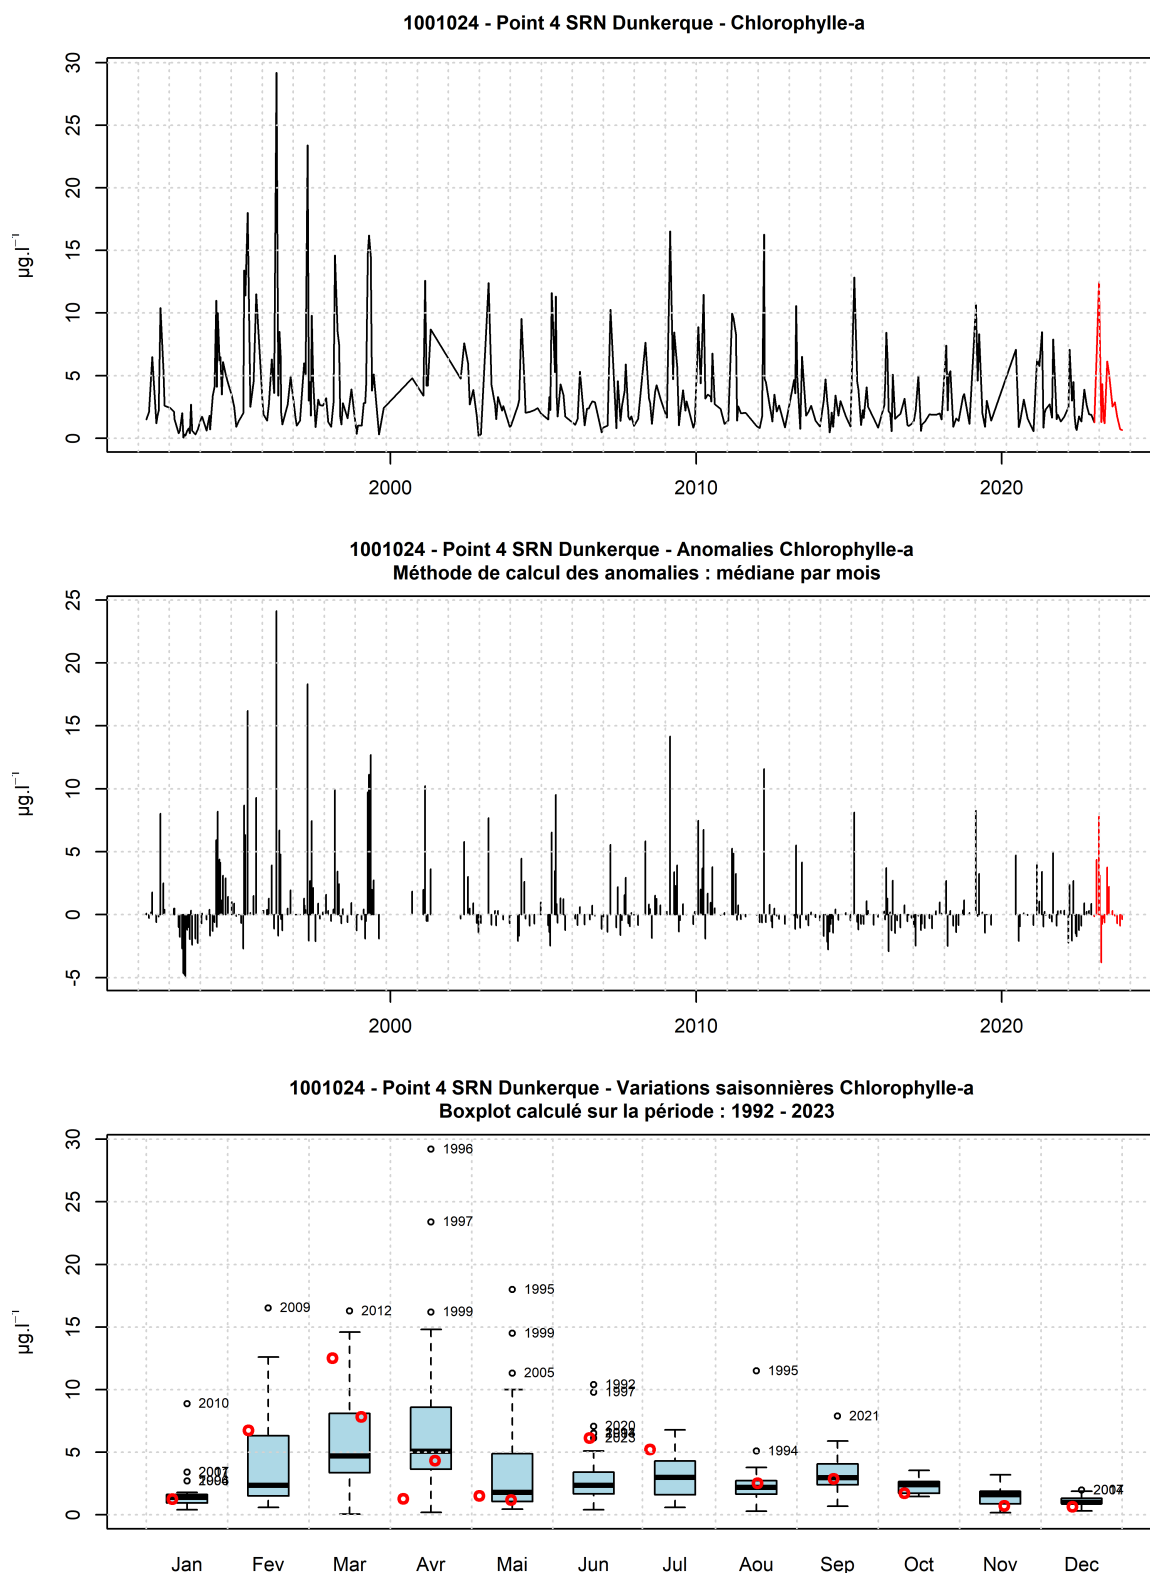 1001024 - Point 4 SRN Dunkerque - Chlorophylle-a
30
25
20
15
10
5
0
µg.l⁻¹
2000 2010 2020
1001024 - Point 4 SRN Dunkerque - Anomalies Chlorophylle-a
Méthode de calcul des anomalies : médiane par mois
25
20
15
10
5
0
-5
µg.l⁻¹
2000 2010 2020
1001024 - Point 4 SRN Dunkerque - Variations saisonnières Chlorophylle-a
Boxplot calculé sur la période : 1992 - 2023
30
25
20
15
10
5
0
µg.l⁻¹
1996
1997
2009 2012 1999
1995
1999
2005
2010
1992
1997
2020
2023
1995
1994
2021
Jan Fev Mar Avr Mai Jun Jul Aou Sep Oct Nov Dec